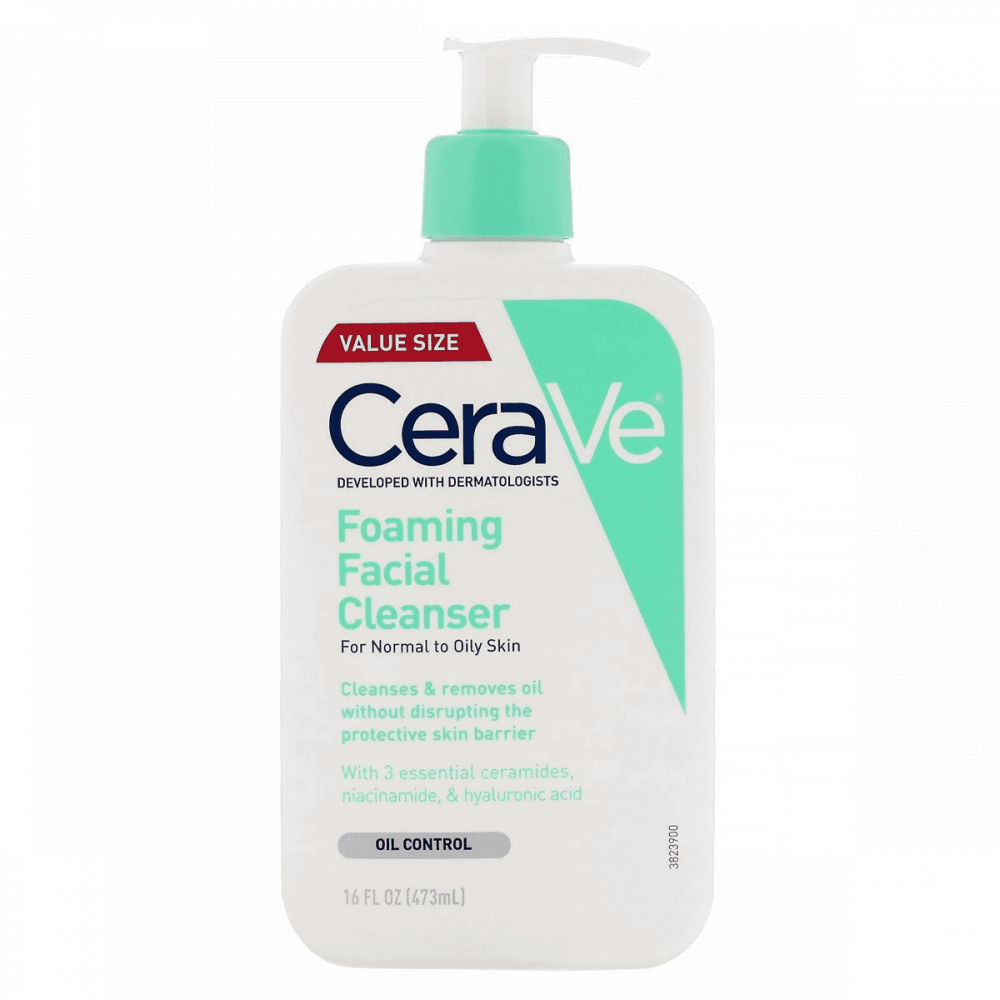 VALUE SIZE
CeraVe®
DEVELOPED WITH DERMATOLOGISTS
Foaming
Facial
Cleanser
For Normal to Oily Skin
Cleanses & removes oil
without disrupting the
protective skin barrier
With 3 essential ceramides,
niacinamide, & hyaluronic acid
OIL CONTROL
3823900
16 FL OZ (473mL)